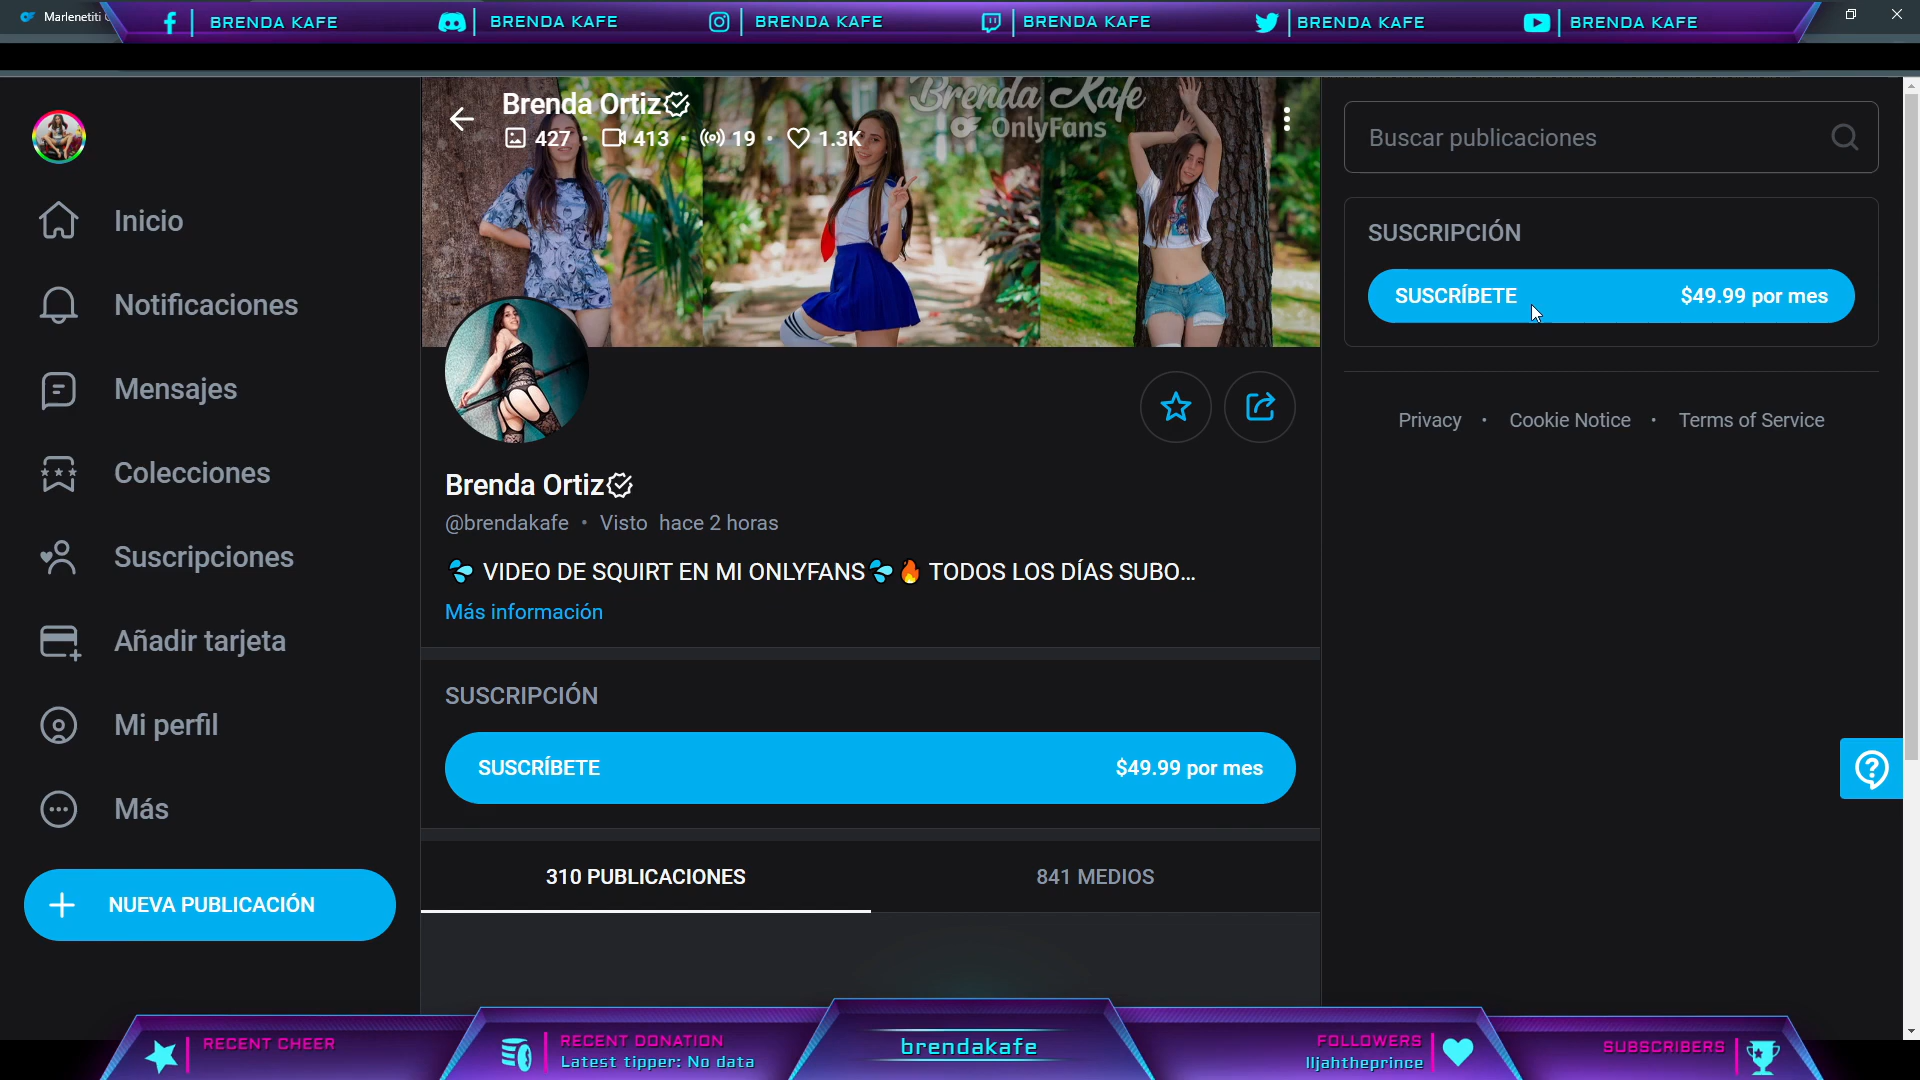 Marlenetiti
BRENDA KAFE
BRENDA KAFE
BRENDA KAFE
BRENDA KAFE
BRENDA KAFE
BRENDA KAFE
Inicio
Notificaciones
Mensajes
Colecciones
Suscripciones
Añadir tarjeta
Mi perfil
Más
NUEVA PUBLICACIÓN
Brenda Ortiz
427 • 413 • 19 • 1.3K
Brenda Kafe
OnlyFans
Brenda Ortiz
@brendakafe • Visto hace 2 horas
💦 VIDEO DE SQUIRT EN MI ONLYFANS💦🔥 TODOS LOS DÍAS SUBO...
Más información
SUSCRIPCIÓN
SUSCRÍBETE $49.99 por mes
310 PUBLICACIONES 841 MEDIOS
Buscar publicaciones
SUSCRIPCIÓN
SUSCRÍBETE $49.99 por mes
Privacy • Cookie Notice • Terms of Service
RECENT CHEER
RECENT DONATION
Latest tipper: No data
brendakafe
FOLLOWERS
SUBSCRIBERS